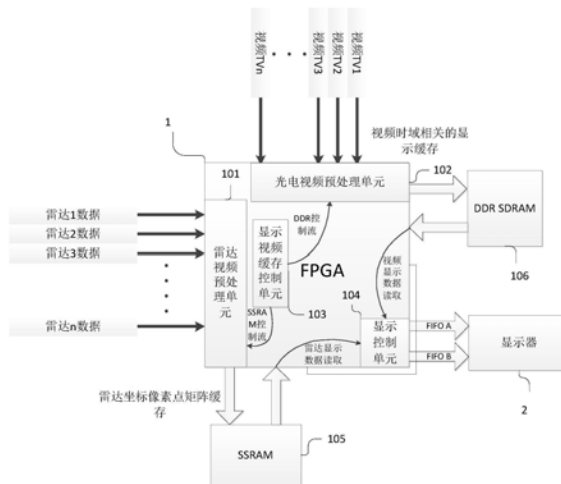 视频TVn
视频TV3
视频TV2
视频TV1
视频时域相关的显
示缓存
1
101
光电视频预处理单元
102
DDR SDRAM
106
雷达1数据
雷达2数据
雷达3数据
雷达n数据
雷达
视频
预处
理单
元
显示
视频
缓存
控制
单元
103
DDR控
制流
FPGA
视频
显示
数据
读取
104
显示
控制
单元
SSRA
M控
制流
雷达显示
数据读取
FIFO A
FIFO B
显示器
2
雷达坐标像素点矩阵缓
存
SSRAM
105